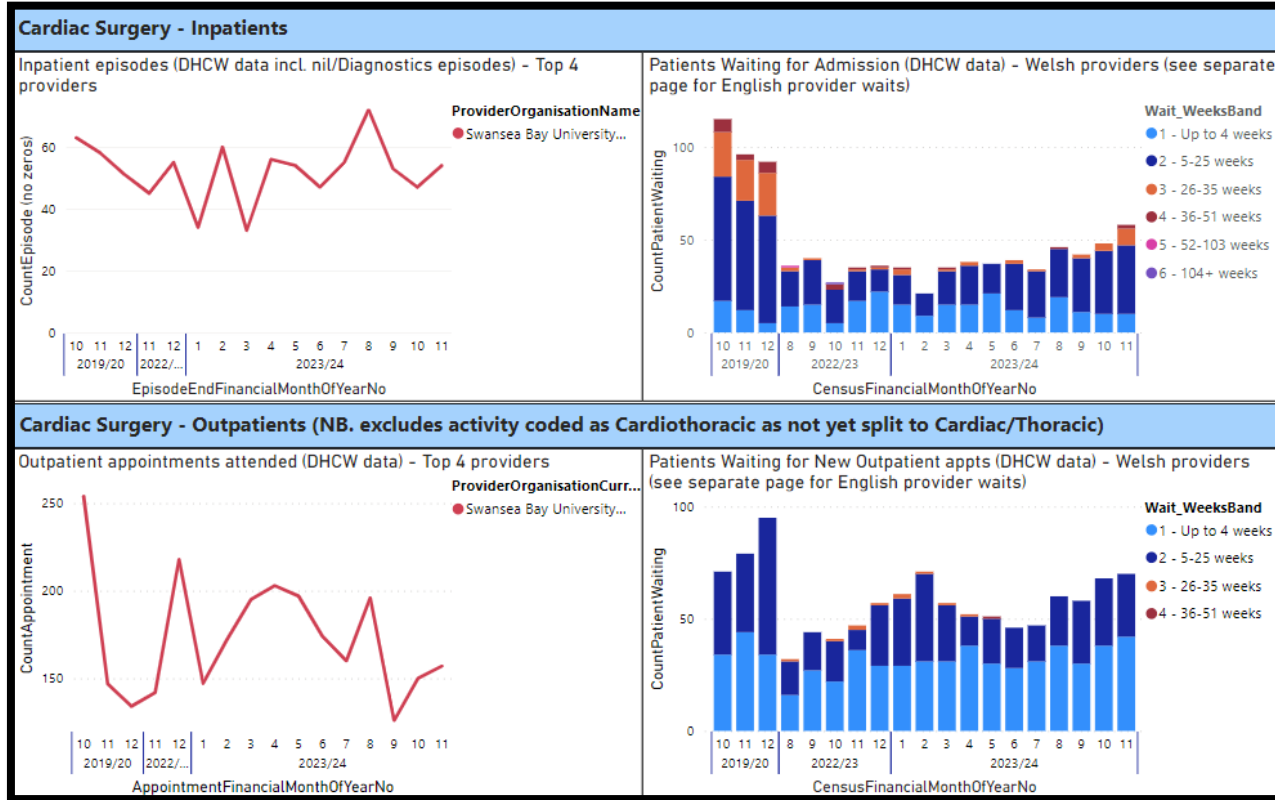 Cardiac Surgery - Inpatients
Inpatient episodes (DHCW data incl. nil/Diagnostics episodes) - Top 4
providers
ProviderOrganisationName
Swansea Bay University...
CountEpisode (no zeros)
60
40
20
0
10 11 12 11 12 1 2 3 4 5 6 7 8 9 10 11
2019/20 2022/... 2023/24
EpisodeEndFinancialMonthOfYearNo
Patients Waiting for Admission (DHCW data) - Welsh providers (see separate
page for English provider waits)
Wait_WeeksBand
1 - Up to 4 weeks
2 - 5-25 weeks
3 - 26-35 weeks
4 - 36-51 weeks
5 - 52-103 weeks
6 - 104+ weeks
CountPatientWaiting
100
50
0
10 11 12 8 9 10 11 12 1 2 3 4 5 6 7 8 9 10 11
2019/20 2022/23 2023/24
CensusFinancialMonthOfYearNo
Cardiac Surgery - Outpatients (NB. excludes activity coded as Cardiothoracic as not yet split to Cardiac/Thoracic)
Outpatient appointments attended (DHCW data) - Top 4 providers
ProviderOrganisationCurr...
Swansea Bay University...
CountAppointment
250
200
150
10 11 12 11 12 1 2 3 4 5 6 7 8 9 10 11
2019/20 2022/... 2023/24
AppointmentFinancialMonthOfYearNo
Patients Waiting for New Outpatient appts (DHCW data) - Welsh providers
(see separate page for English provider waits)
Wait_WeeksBand
1 - Up to 4 weeks
2 - 5-25 weeks
3 - 26-35 weeks
4 - 36-51 weeks
CountPatientWaiting
100
50
0
10 11 12 8 9 10 11 12 1 2 3 4 5 6 7 8 9 10 11
2019/20 2022/23 2023/24
CensusFinancialMonthOfYearNo